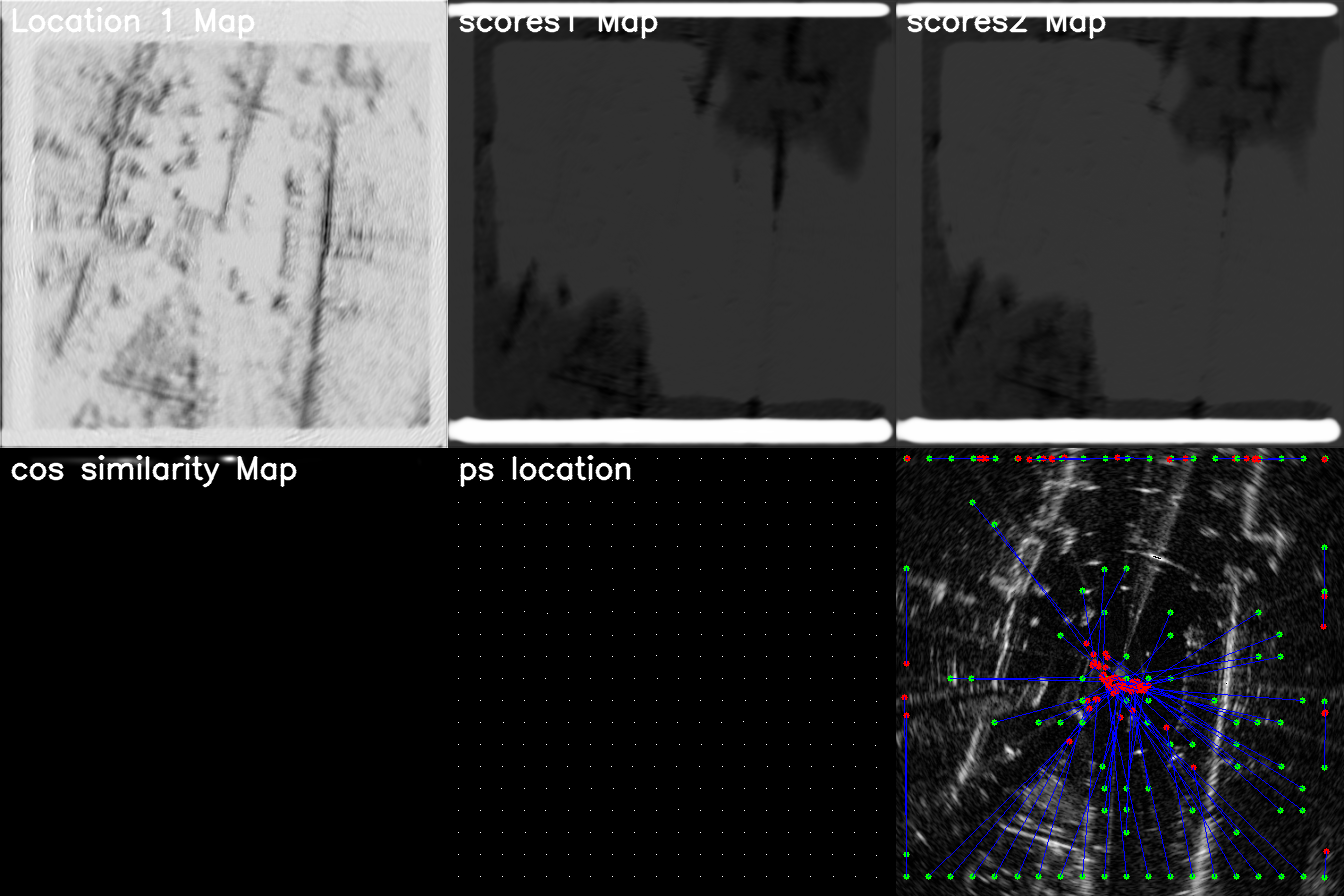 Location 1 Map
scores1 Map
scores2 Map
cos similarity Map
ps location